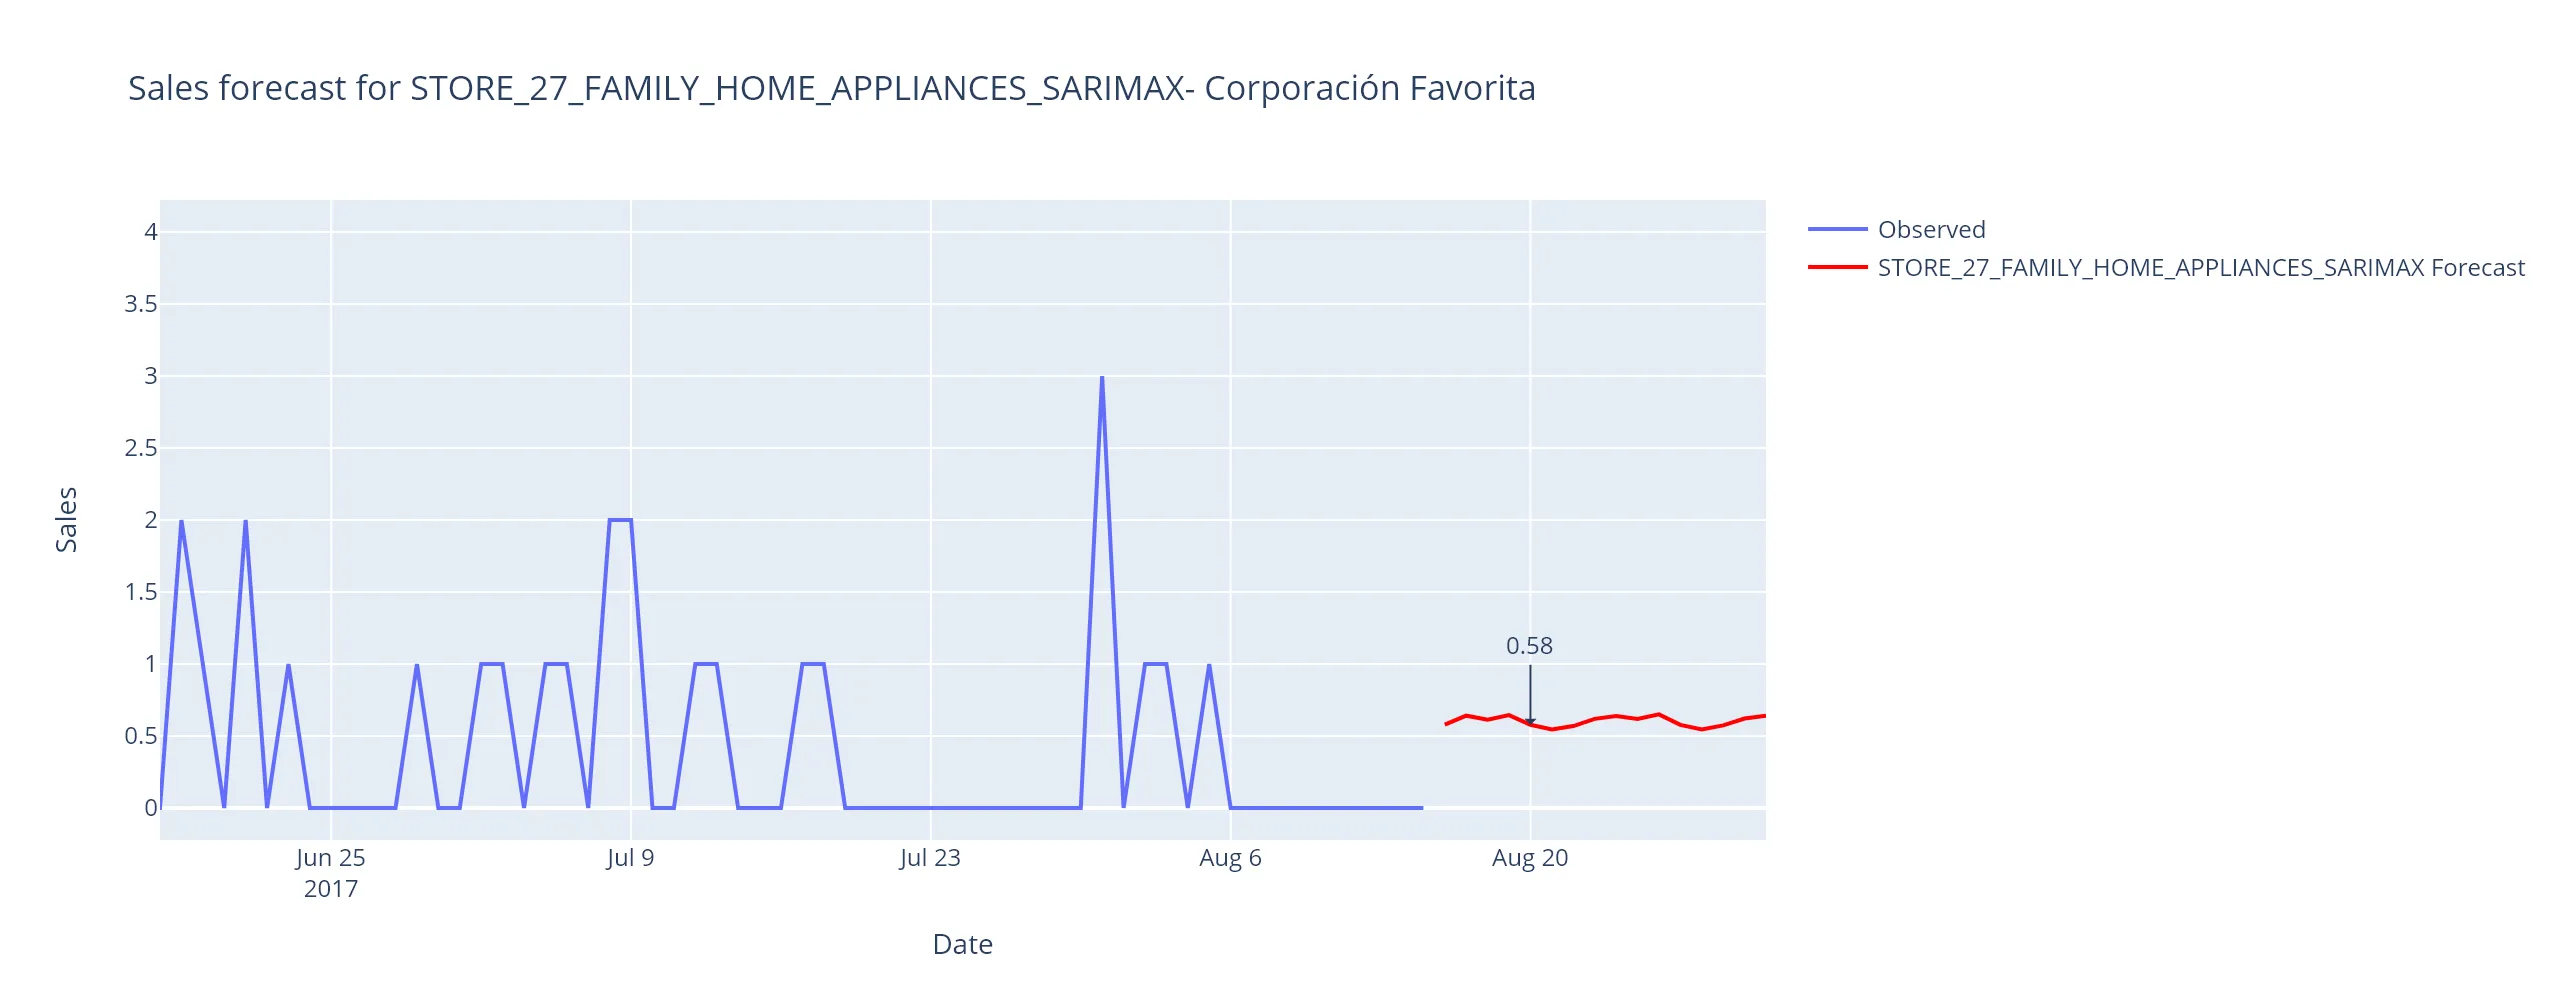 Sales forecast for STORE_27_FAMILY_HOME_APPLIANCES_SARIMAX- Corporación Favorita
Observed
STORE_27_FAMILY_HOME_APPLIANCES_SARIMAX Forecast
Sales
4
3.5
3
2.5
2
1.5
1
0.5
0
0.58
Jun 25
2017
Jul 9
Jul 23
Aug 6
Aug 20
Date